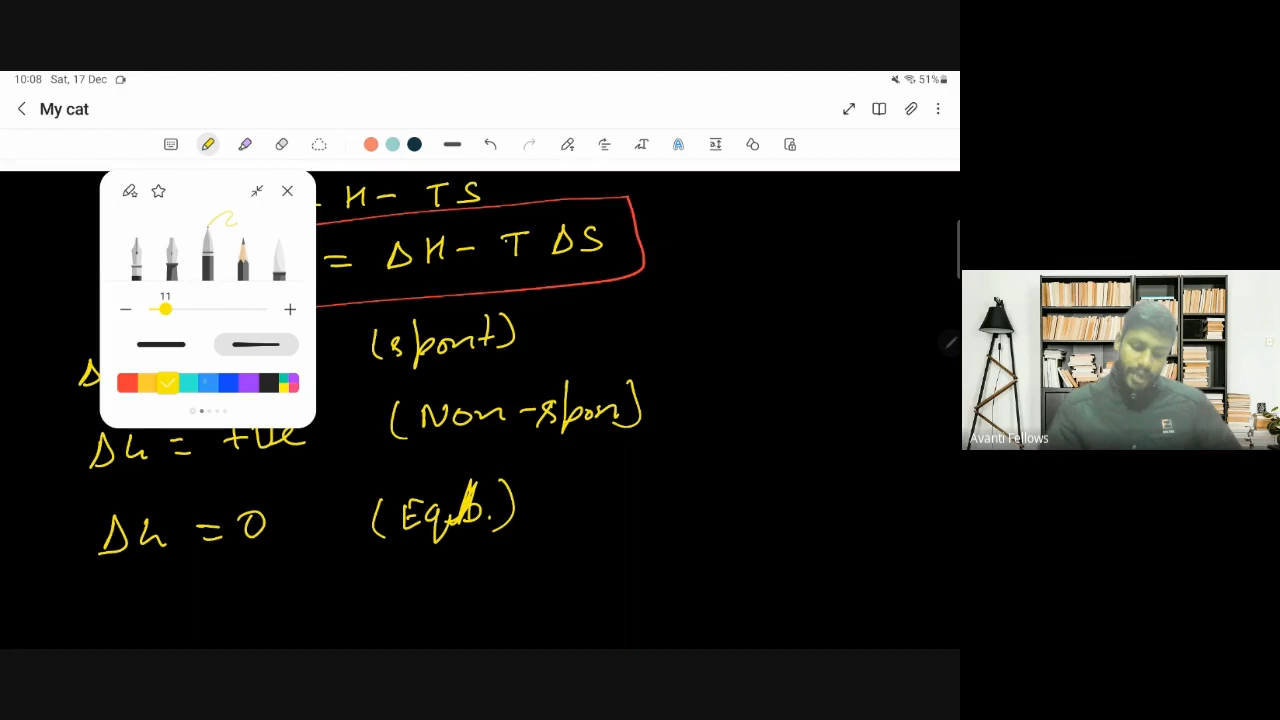 10:08 Sat, 17 Dec 51%
My cat
H - TS
= ΔH - T ΔS
11
(spont)
Δ
Δh = +ve (Non-spon)
Δh = 0 (Eqb.)
Avanti Fellows